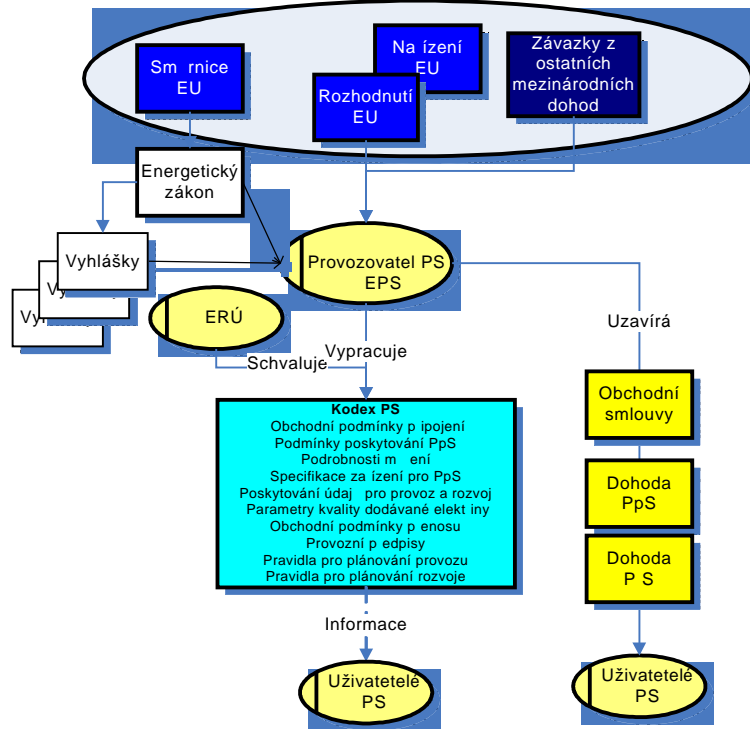 Sm rnice
EU
Na ízení
EU
Rozhodnutí
EU
Závazky z
ostatních
mezinárodních
dohod
Energetický
zákon
Vyhlášky
Provozovatel PS
EPS
ERÚ
Uzavírá
Schvaluje
Vypracuje
Kodex PS
Obchodní podmínky p ipojení
Podmínky poskytování PpS
Podrobnosti m ení
Specifikace za ízení pro PpS
Poskytování údaj pro provoz a rozvoj
Parametry kvality dodávané elekt iny
Obchodní podmínky p enosu
Provozní p edpisy
Pravidla pro plánování provozu
Pravidla pro plánování rozvoje
Obchodní
smlouvy
Dohoda
PpS
Dohoda
P S
Informace
Uživatetelé
PS
Uživatetelé
PS